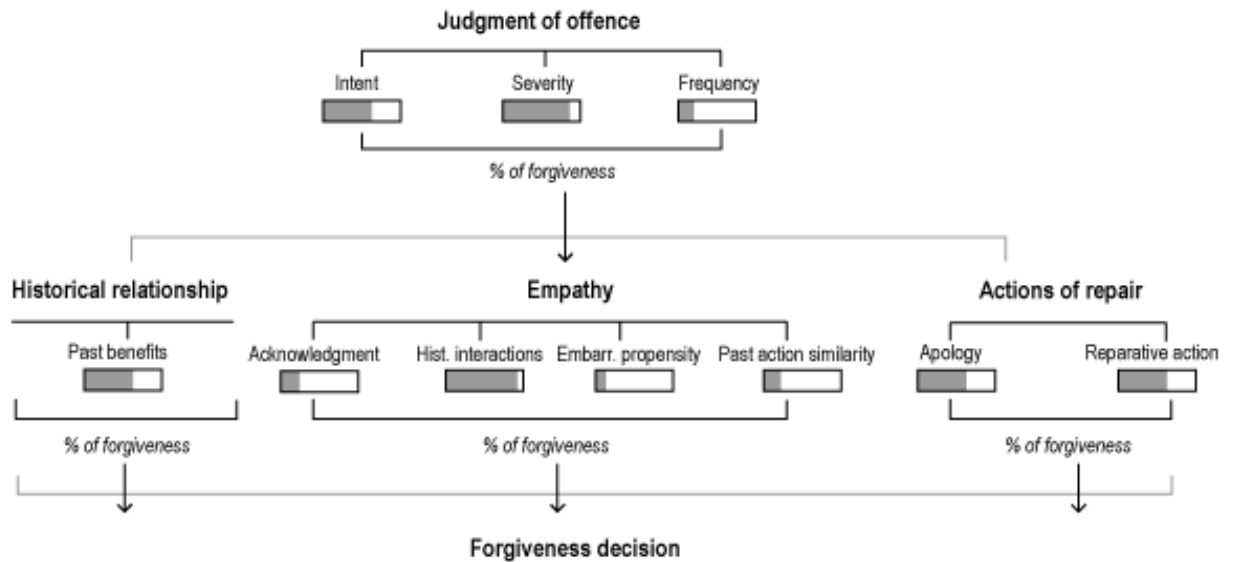 Judgment of offence
Intent Severity Frequency
% of forgiveness
Historical relationship Empathy Actions of repair
Past benefits Acknowledgment Hist. interactions Embarr. propensity Past action similarity Apology Reparative action
% of forgiveness % of forgiveness % of forgiveness
Forgiveness decision